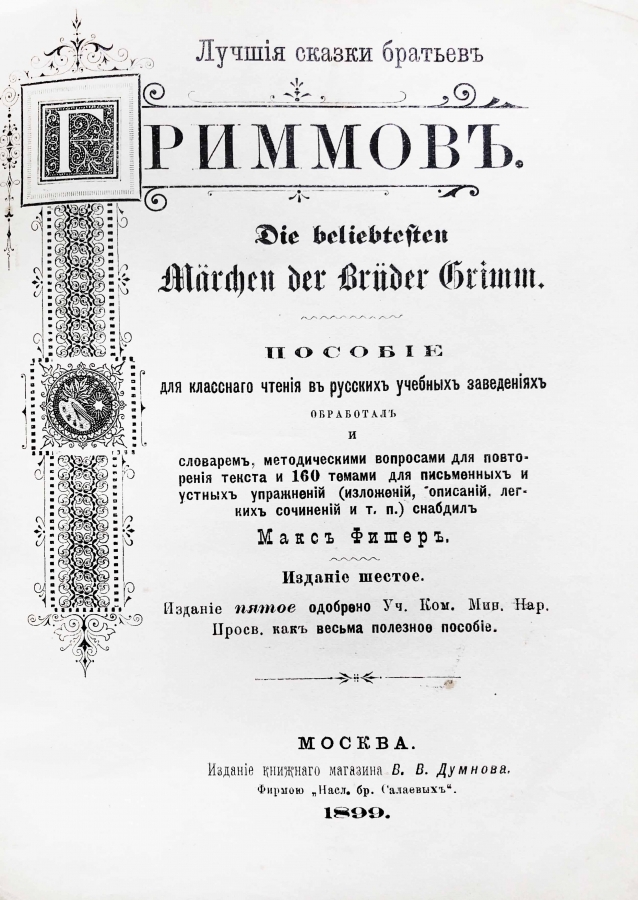 Лучшія сказки братьевъ
ГРИММОВЪ.
Die beliebtesten
Märchen der Brüder Grimm.
ПОСОБІЕ
для класснаго чтенія въ русскихъ учебныхъ заведеніяхъ
ОБРАБОТАЛЪ
И
словаремъ, методическими вопросами для повто-
ренія текста и 160 темами для письменныхъ и
устныхъ упражненій (изложеній, описаній, лег-
кихъ сочиненій и т. п.) снабдилъ
Максъ Фишеръ.
Изданіе шестое.
Изданіе пятое одобрено Уч. Ком. Мин. Нар.
Просв. какъ весьма полезное пособіе.
МОСКВА.
Изданіе книжнаго магазина В. В. Думнова,
Фирмою „Насл. бр. Салаевыхъ“.
1899.